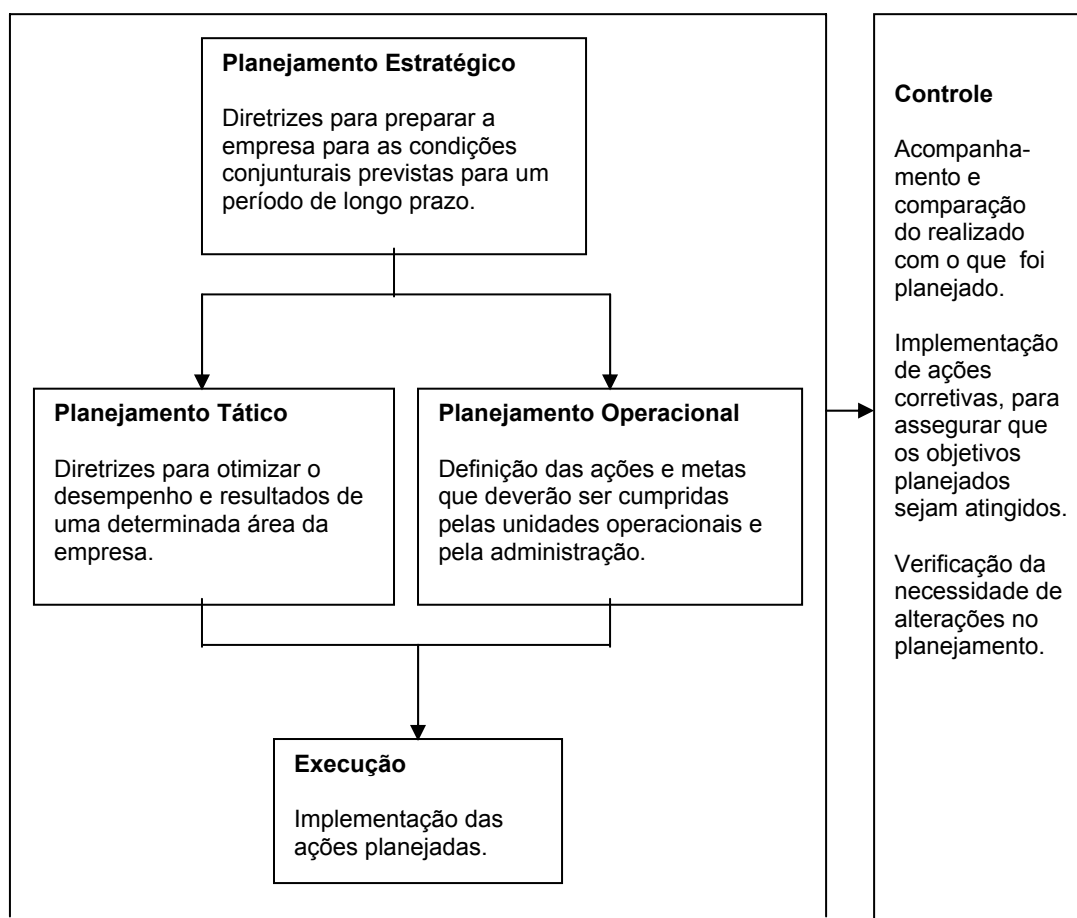 Planejamento Estratégico
Diretrizes para preparar a
empresa para as condições
conjunturais previstas para um
período de longo prazo.
Planejamento Tático
Diretrizes para otimizar o
desempenho e resultados de
uma determinada área da
empresa.
Planejamento Operacional
Definição das ações e metas
que deverão ser cumpridas
pelas unidades operacionais e
pela administração.
Execução
Implementação das
ações planejadas.
Controle
Acompanha-
mento e
comparação
do realizado
com o que foi
planejado.
Implementação
de ações
corretivas, para
assegurar que
os objetivos
planejados
sejam atingidos.
Verificação da
necessidade de
alterações no
planejamento.